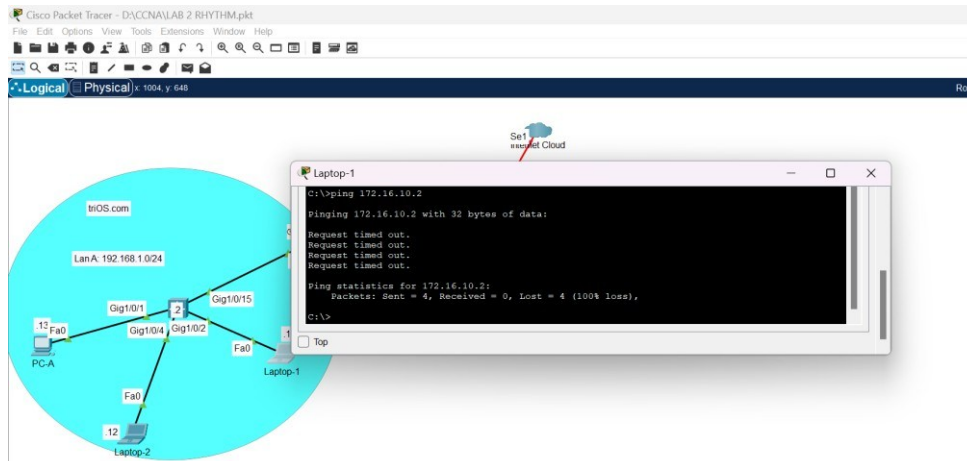 Cisco Packet Tracer - D:\CCNA\LAB 2 RHYTHM.pkt
File Edit Options View Tools Extensions Window Help
Logical Physical x: 1004, y: 648
Se1
Cloud
Laptop-1
C:\>ping 172.16.10.2
Pinging 172.16.10.2 with 32 bytes of data:
Request timed out.
Request timed out.
Request timed out.
Request timed out.
Ping statistics for 172.16.10.2:
Packets: Sent = 4, Received = 0, Lost = 4 (100% loss),
C:\>
Top
triOS.com
Lan A: 192.168.1.0/24
Gig1/0/15
Gig1/0/1
.2
.13 Fa0
Gig1/0/4 Gig1/0/2
Fa0
PC-A
Laptop-1
Fa0
.12
Laptop-2